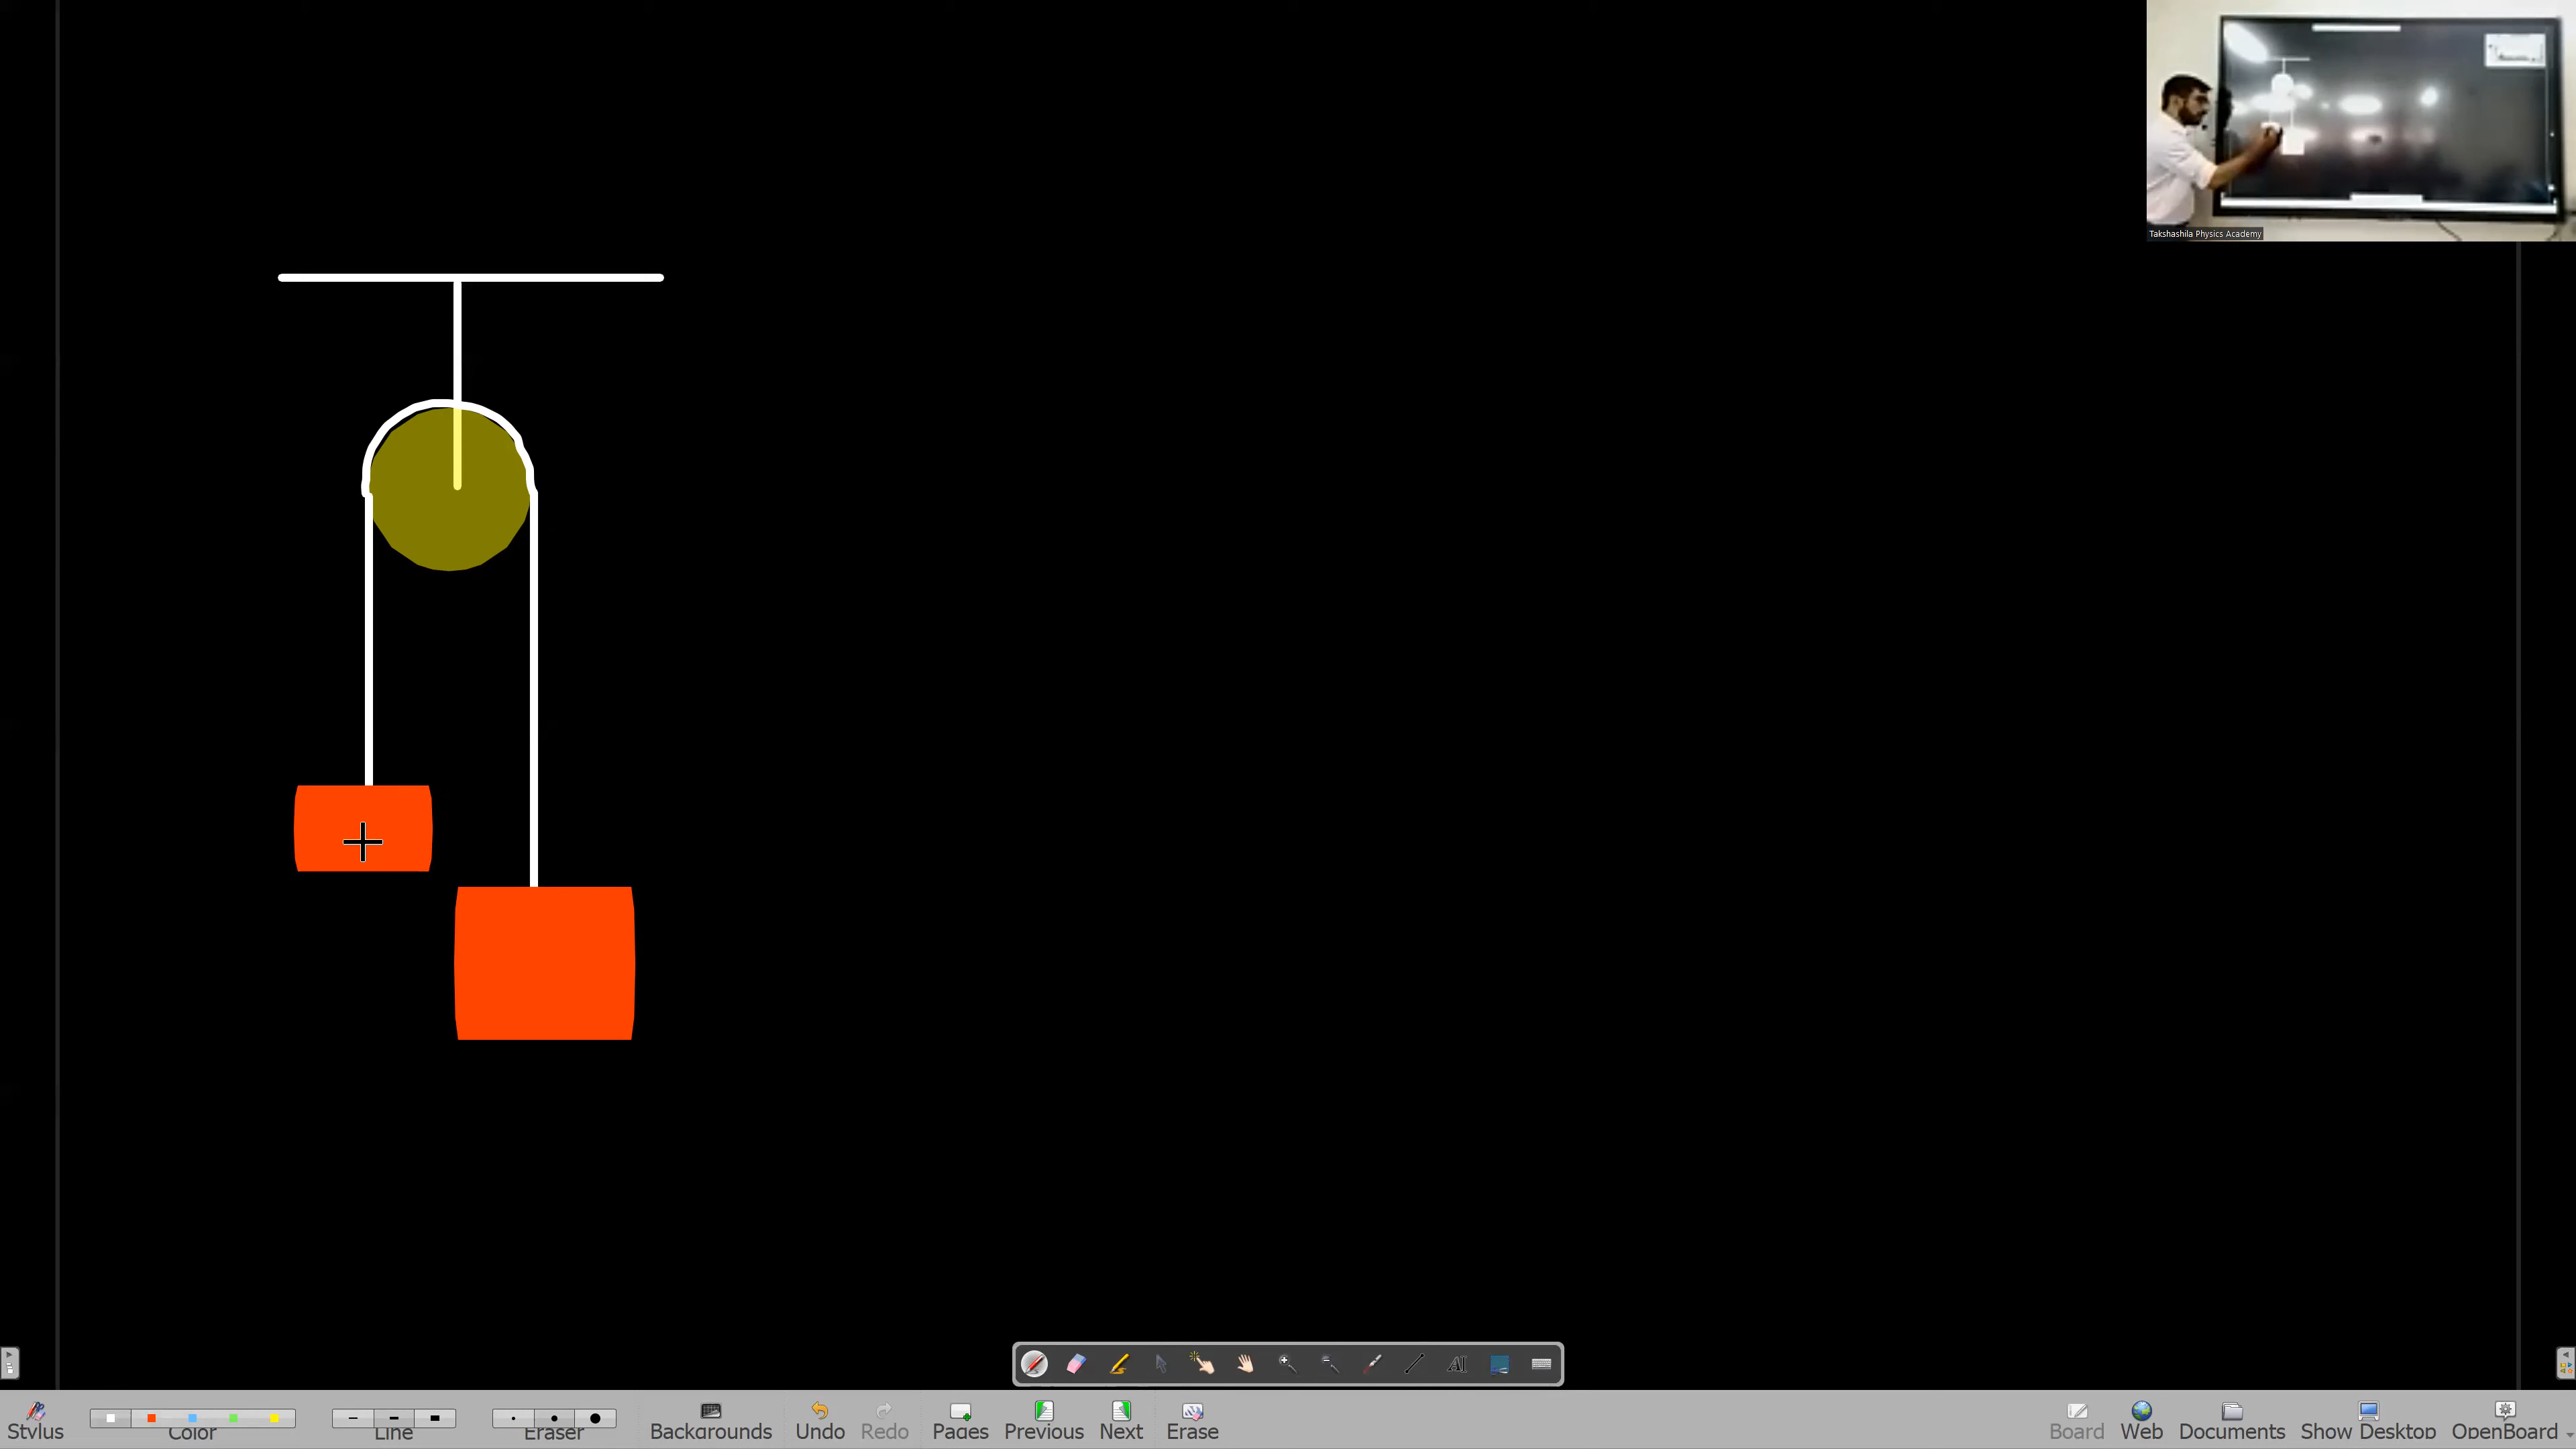 Takshashila Physics Academy
Stylus
Color
Line
Eraser
Backgrounds
Undo
Redo
Pages
Previous
Next
Erase
Board
Web
Documents
Show Desktop
OpenBoard
AI